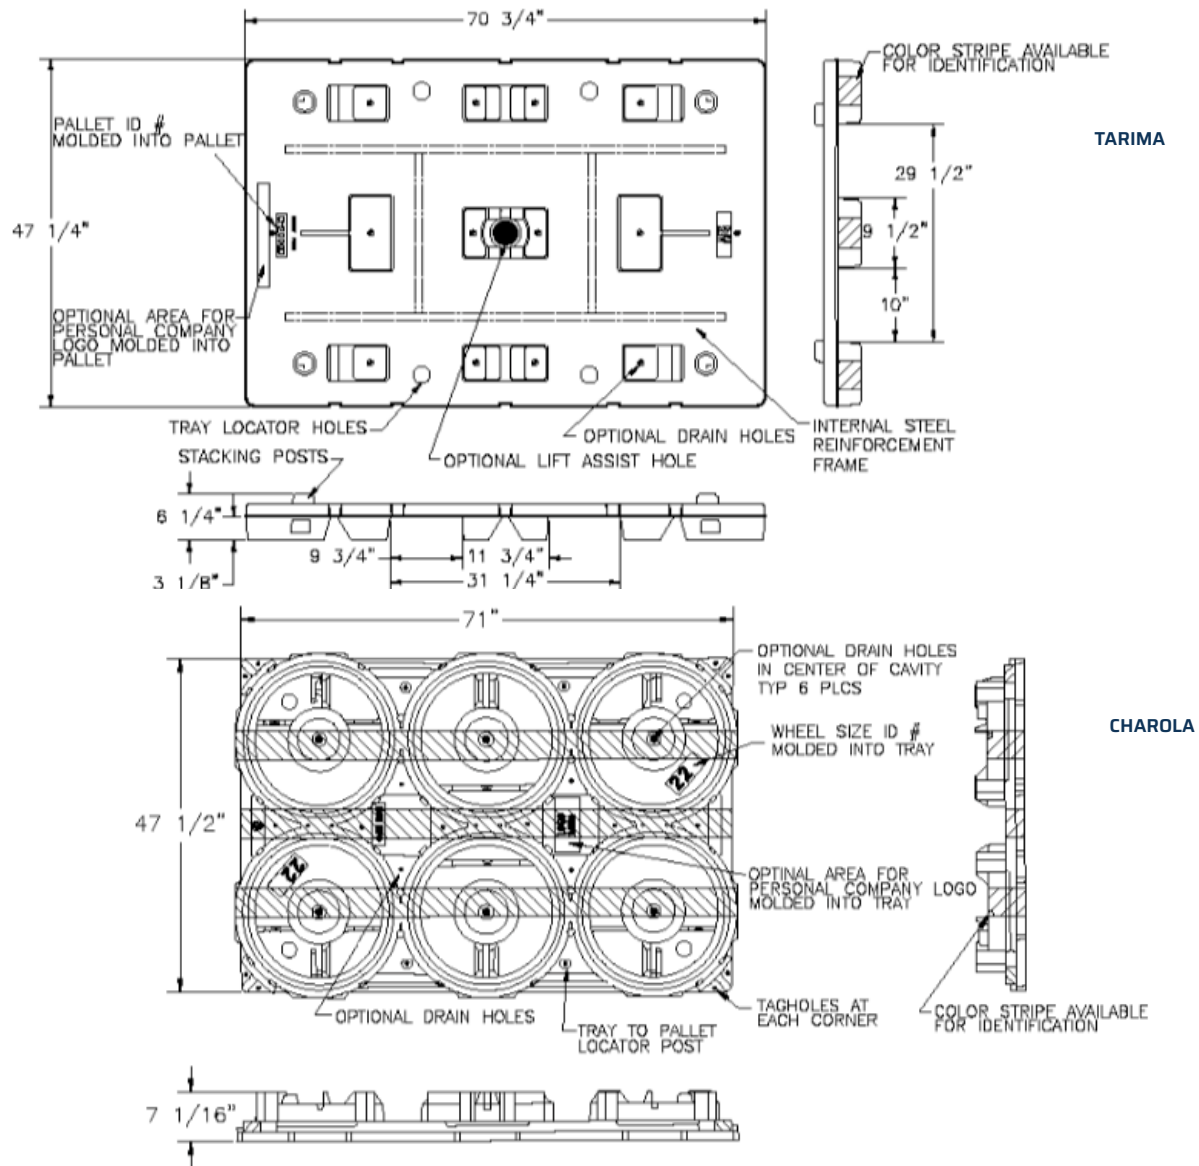 70 3/4"
COLOR STRIPE AVAILABLE
FOR IDENTIFICATION
PALLET ID #
MOLDED INTO PALLET
TARIMA
29 1/2"
47 1/4"
9 1/2"
10"
OPTIONAL AREA FOR
PERSONAL COMPANY
LOGO MOLDED INTO
PALLET
TRAY LOCATOR HOLES
OPTIONAL DRAIN HOLES
INTERNAL STEEL
REINFORCEMENT
FRAME
STACKING POSTS
OPTIONAL LIFT ASSIST HOLE
6 1/4"
9 3/4"
11 3/4"
3 1/8"
31 1/4"
71"
OPTIONAL DRAIN HOLES
IN CENTER OF CAVITY
TYP 6 PLCS
WHEEL SIZE ID #
MOLDED INTO TRAY
CHAROLA
22
47 1/2"
22
OPTINAL AREA FOR
PERSONAL COMPANY LOGO
MOLDED INTO TRAY
OPTIONAL DRAIN HOLES
TAGHOLES AT
EACH CORNER
COLOR STRIPE AVAILABLE
FOR IDENTIFICATION
TRAY TO PALLET
LOCATOR POST
7 1/16"